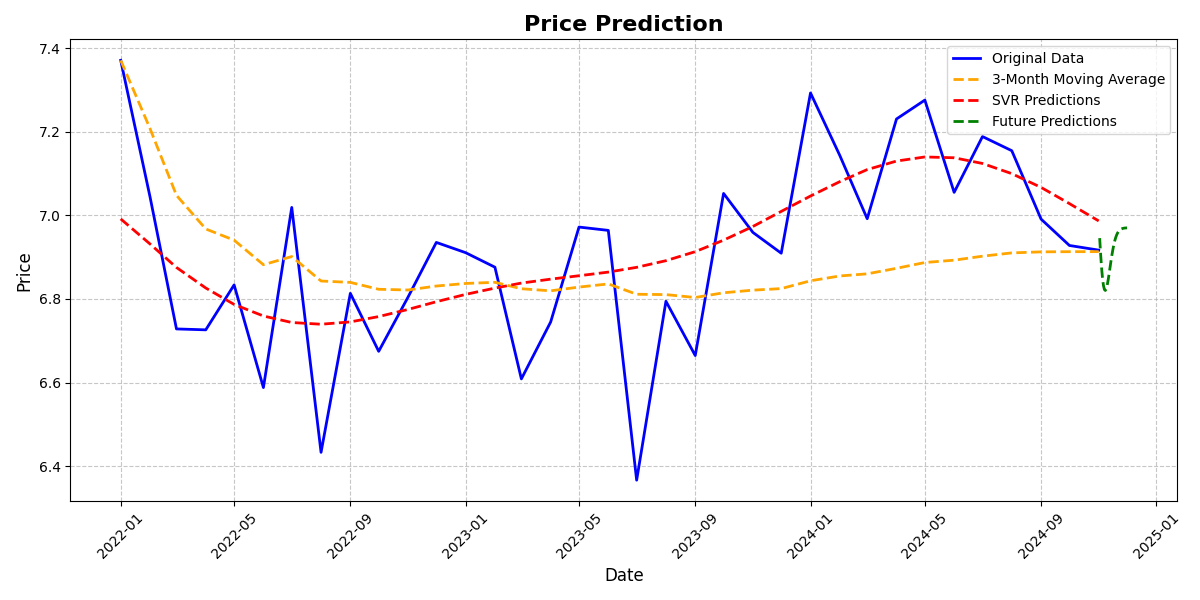 Price Prediction
7.4
7.2
7.0
6.8
6.6
6.4
Price
Original Data
3-Month Moving Average
SVR Predictions
Future Predictions
2022-01
2022-05
2022-09
2023-01
2023-05
2023-09
2024-01
2024-05
2024-09
2025-01
Date